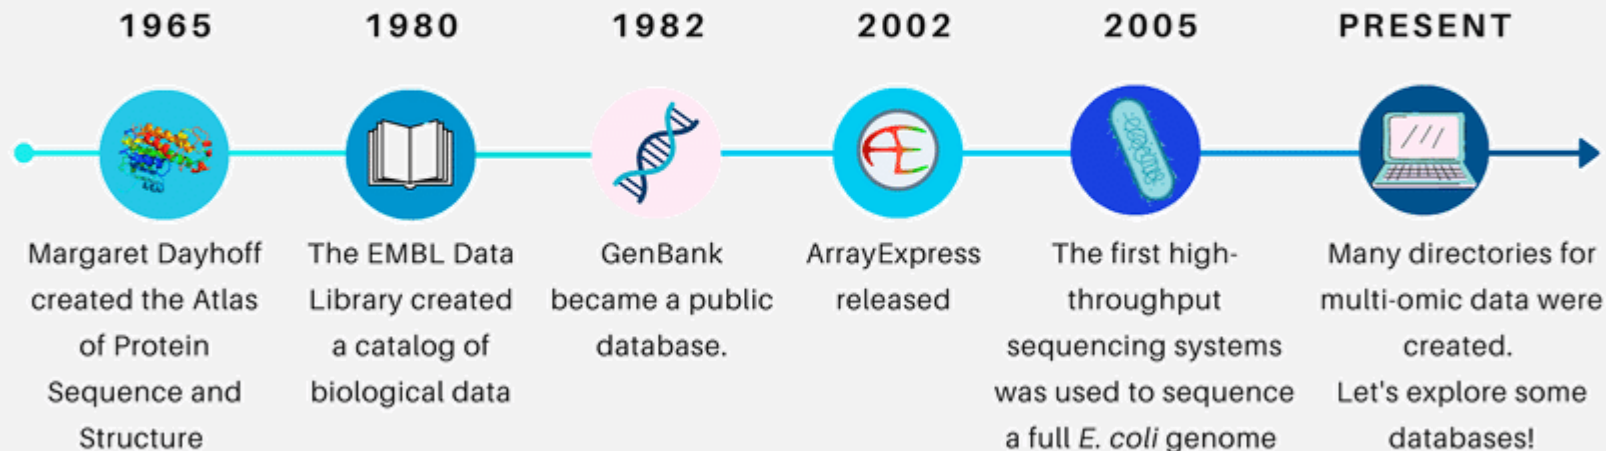 1965
Margaret Dayhoff
created the Atlas
of Protein
Sequence and
Structure
1980
The EMBL Data
Library created
a catalog of
biological data
1982
GenBank
became a public
database.
2002
ArrayExpress
released
2005
The first high-
throughput
sequencing systems
was used to sequence
a full E. coli genome
PRESENT
Many directories for
multi-omic data were
created.
Let's explore some
databases!